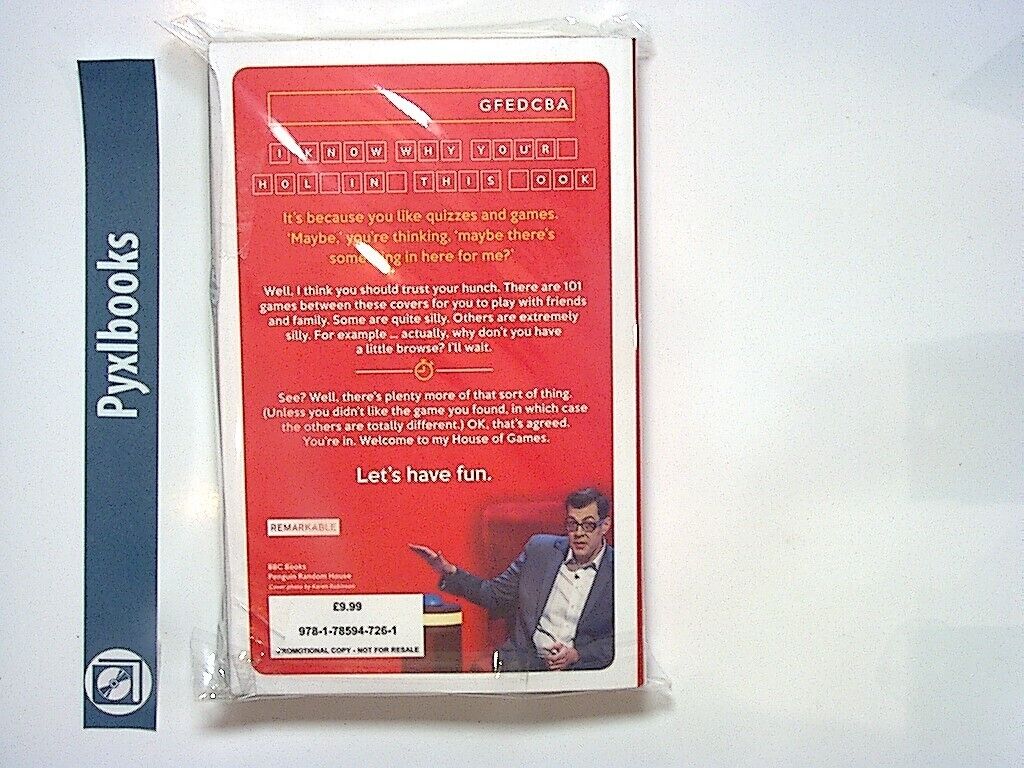 Pyxlbooks
GFEDCBA
I KNOW WHY YOU'R
HOL IN THIS OOK
It's because you like quizzes and games.
'Maybe,' you're thinking, 'maybe there's
in here for me?'
Well, I think you should trust your hunch. There are 101
games between these covers for you to play with friends
and family. Some are quite silly. Others are extremely
silly. For example ... actually, why don't you have
a little browse? I'll wait.
See? Well, there's plenty more of that sort of thing.
(Unless you didn't like the game you found, in which case
the others are totally different.) OK, that's agreed.
You're in. Welcome to my House of Games.
Let's have fun.
REMARKABLE
BBC Books
Penguin Random House
Cover photo by Karen Robinson
£9.99
978-1-78594-726-1
PROMOTIONAL COPY - NOT FOR RESALE